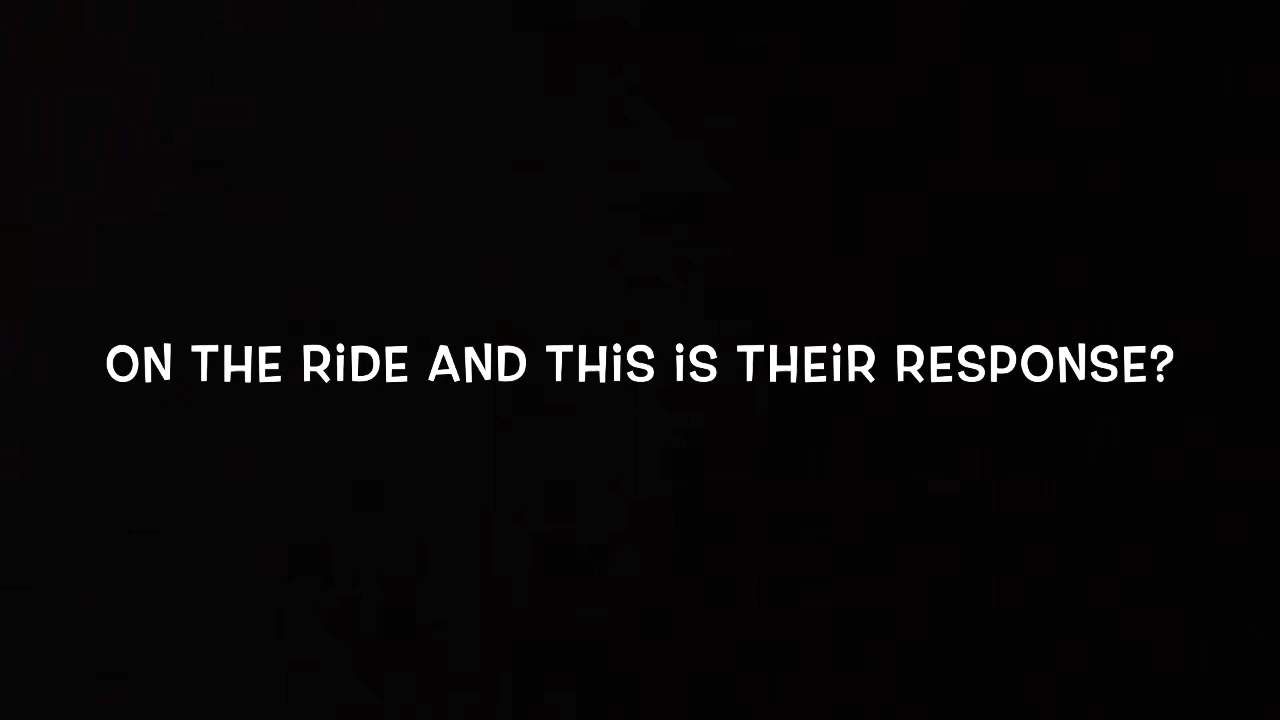 ON THE RiDE AND THiS iS THEiR RESPONSE?